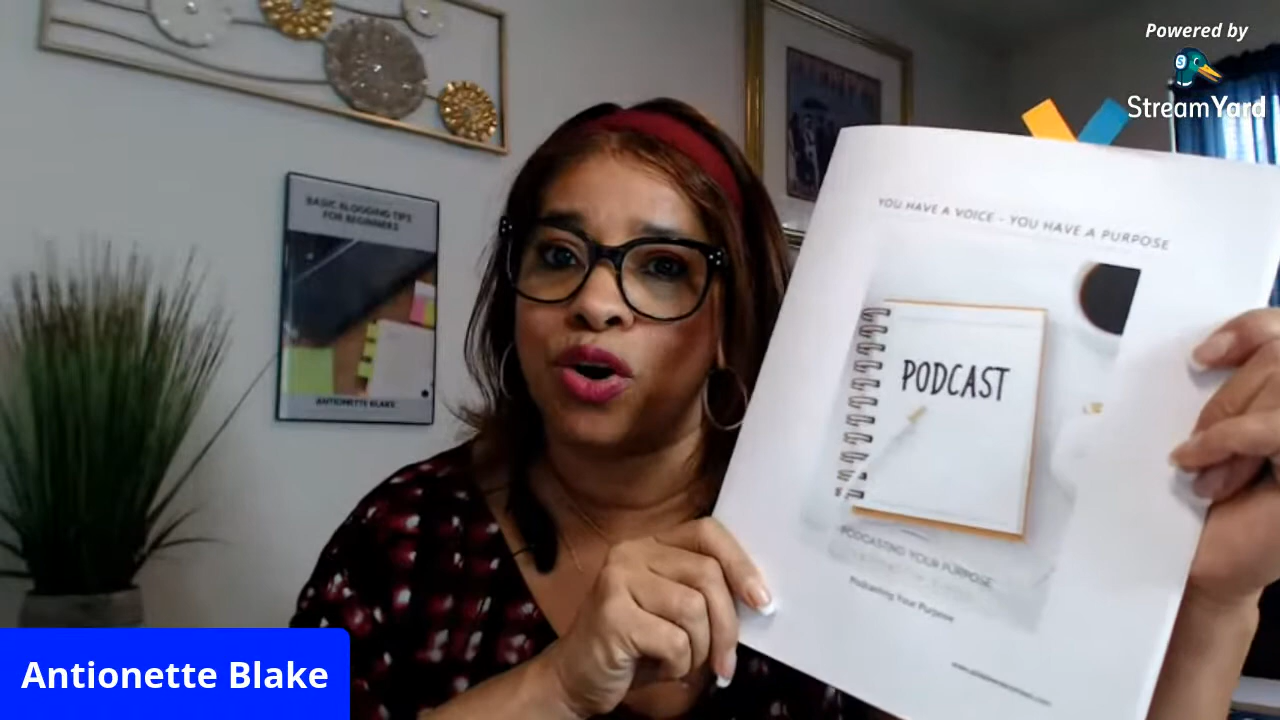 Powered by
StreamYard
BASIC BLOGGING TIPS
FOR BEGINNERS
ANTIONETTE BLAKE
YOU HAVE A VOICE - YOU HAVE A PURPOSE
PODCAST
PODCASTING YOUR PURPOSE
Podcasting Your Purpose
Antionette Blake